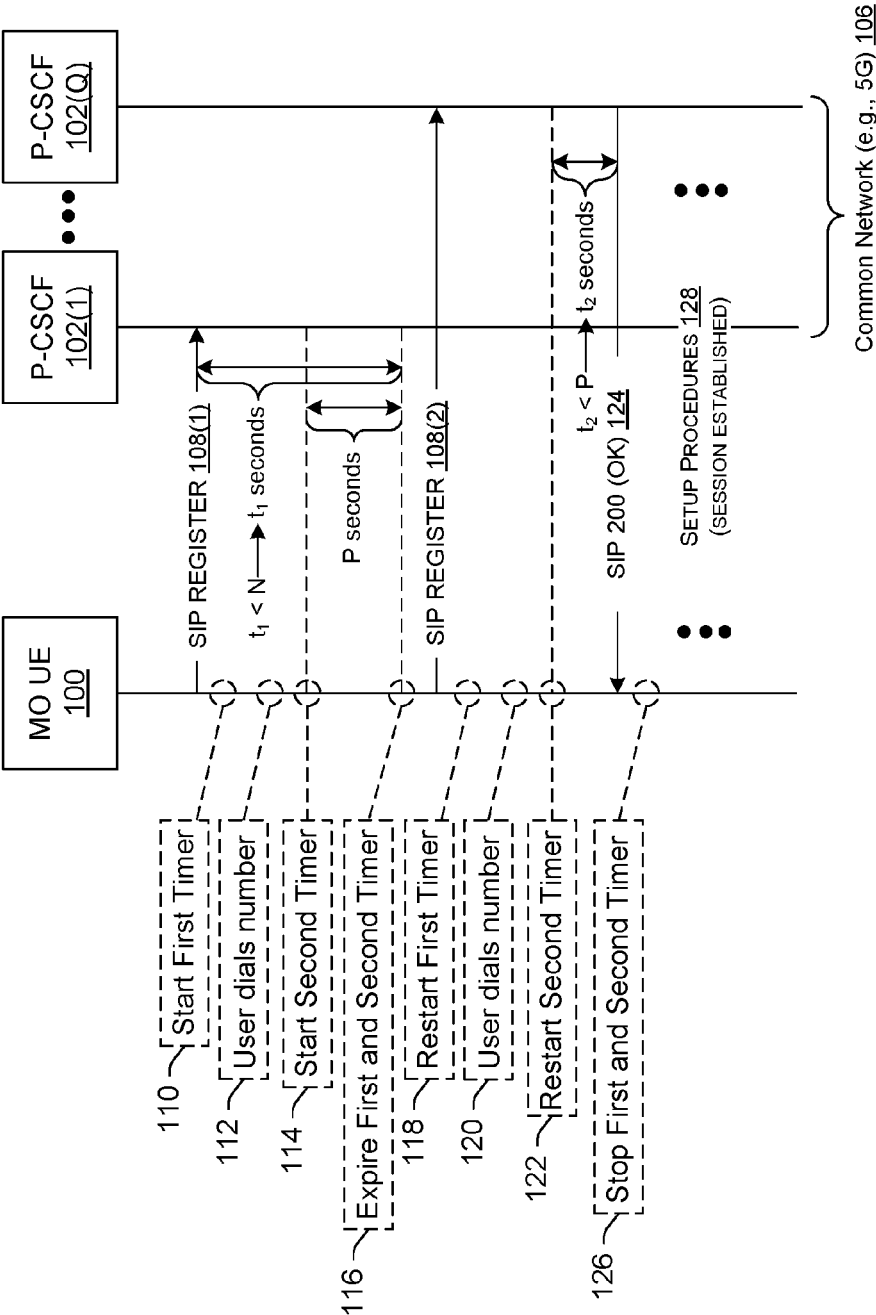 MO UE
100
P-CSCF
102(1)
P-CSCF
102(Q)
110
Start First Timer
112
User dials number
114
Start Second Timer
116
Expire First and Second Timer
118
Restart First Timer
120
User dials number
122
Restart Second Timer
126
Stop First and Second Timer
SIP REGISTER 108(1)
t1 < N
t1 seconds
P seconds
SIP REGISTER 108(2)
t2 < P
t2 seconds
SIP 200 (OK) 124
SETUP PROCEDURES 128
(SESSION ESTABLISHED)
Common Network (e.g., 5G) 106